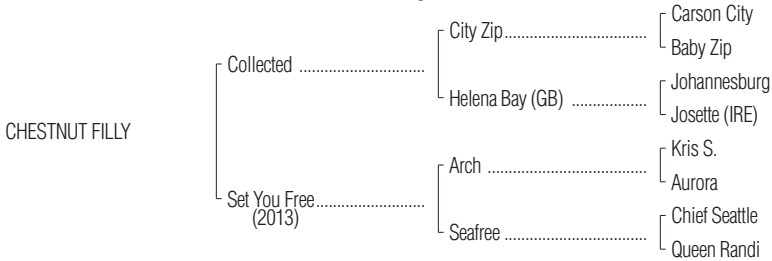 Carson City
City Zip
Baby Zip
Collected
Johannesburg
Helena Bay (GB)
Josette (IRE)
CHESTNUT FILLY
Kris S.
Arch
Aurora
Set You Free
(2013)
Chief Seattle
Seafree
Queen Randi